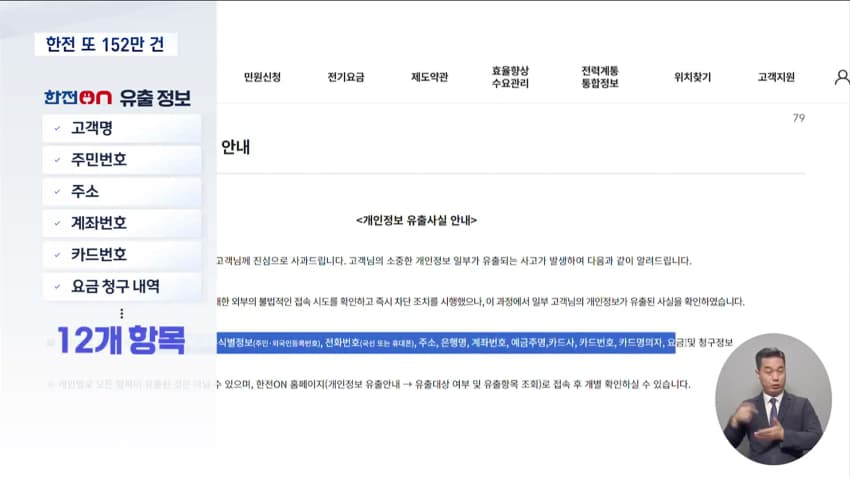 한전 또 152만 건
한전ON 유출 정보
고객명
주민번호
주소
계좌번호
카드번호
요금 청구 내역
12개 항목
민원신청 전기요금 제도약관 효율향상 수요관리 전력계통 통합정보 위치찾기 고객지원
79
안내
<개인정보 유출사실 안내>
고객님께 진심으로 사과드립니다. 고객님의 소중한 개인정보 일부가 유출되는 사고가 발생하여 다음과 같이 알려드립니다.
대한 외부의 불법적인 접속 시도를 확인하고 즉시 차단 조치를 시행했으나, 이 과정에서 일부 고객님의 개인정보가 유출된 사실을 확인하였습니다.
식별정보(주민·외국인등록번호), 전화번호(국선 또는 휴대폰), 주소, 은행명, 계좌번호, 예금주명,카드사, 카드번호, 카드명의자, 요금 및 청구정보
수 있으며, 한전ON 홈페이지(개인정보 유출안내 → 유출대상 여부 및 유출항목 조회)로 접속 후 개별 확인하실 수 있습니다.